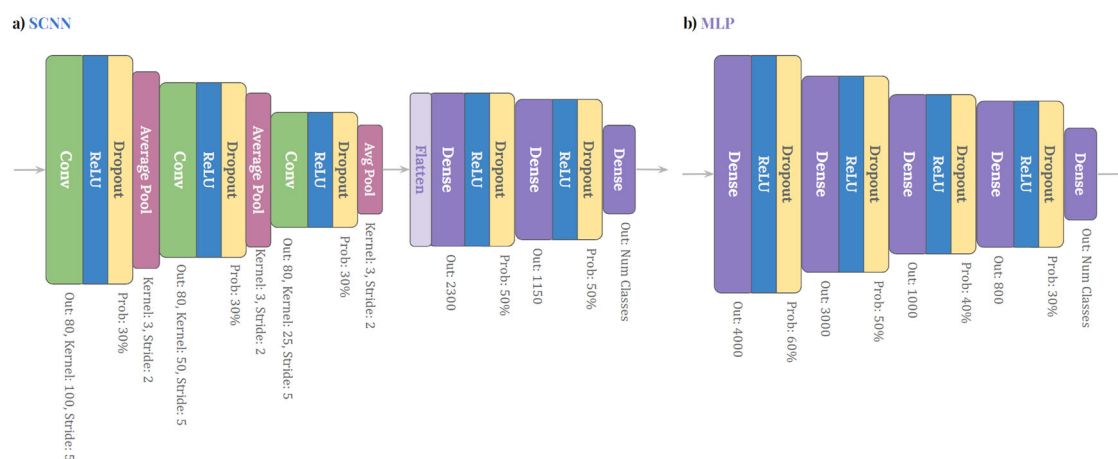 a) SCNN
Conv
ReLU
Dropout
Average Pool
Conv
ReLU
Dropout
Average Pool
Conv
ReLU
Dropout
Avg Pool
Flatten
Dense
ReLU
Dropout
Dense
ReLU
Dropout
Dense
Out: 80, Kernel: 100, Stride: 5
Prob: 30%
Kernel: 3, Stride: 2
Out: 80, Kernel: 50, Stride: 5
Prob: 30%
Kernel: 3, Stride: 2
Out: 80, Kernel: 25, Stride: 5
Prob: 30%
Kernel: 3, Stride: 2
Out: 2300
Prob: 50%
Out: 1150
Prob: 50%
Out: Num Classes
b) MLP
Dense
ReLU
Dropout
Dense
ReLU
Dropout
Dense
ReLU
Dropout
Dense
ReLU
Dropout
Dense
Out: 4000
Prob: 60%
Out: 3000
Prob: 50%
Out: 1000
Prob: 40%
Out: 800
Prob: 30%
Out: Num Classes